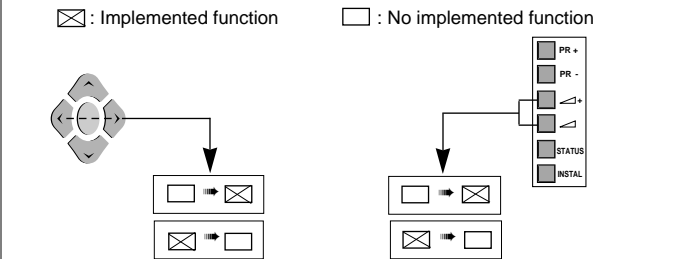 : Implemented function
: No implemented function
PR +
PR -
+
STATUS
INSTAL